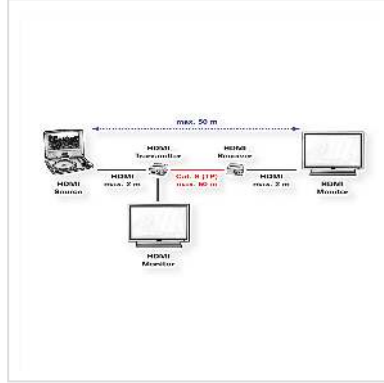 max. 50 m
HDMI
Transmitter
HDMI
Receiver
HDMI
max. 2 m
Cat. 6 (TP)
max. 50 m
HDMI
max. 2 m
HDMI
Source
HDMI
Monitor
HDMI
Monitor